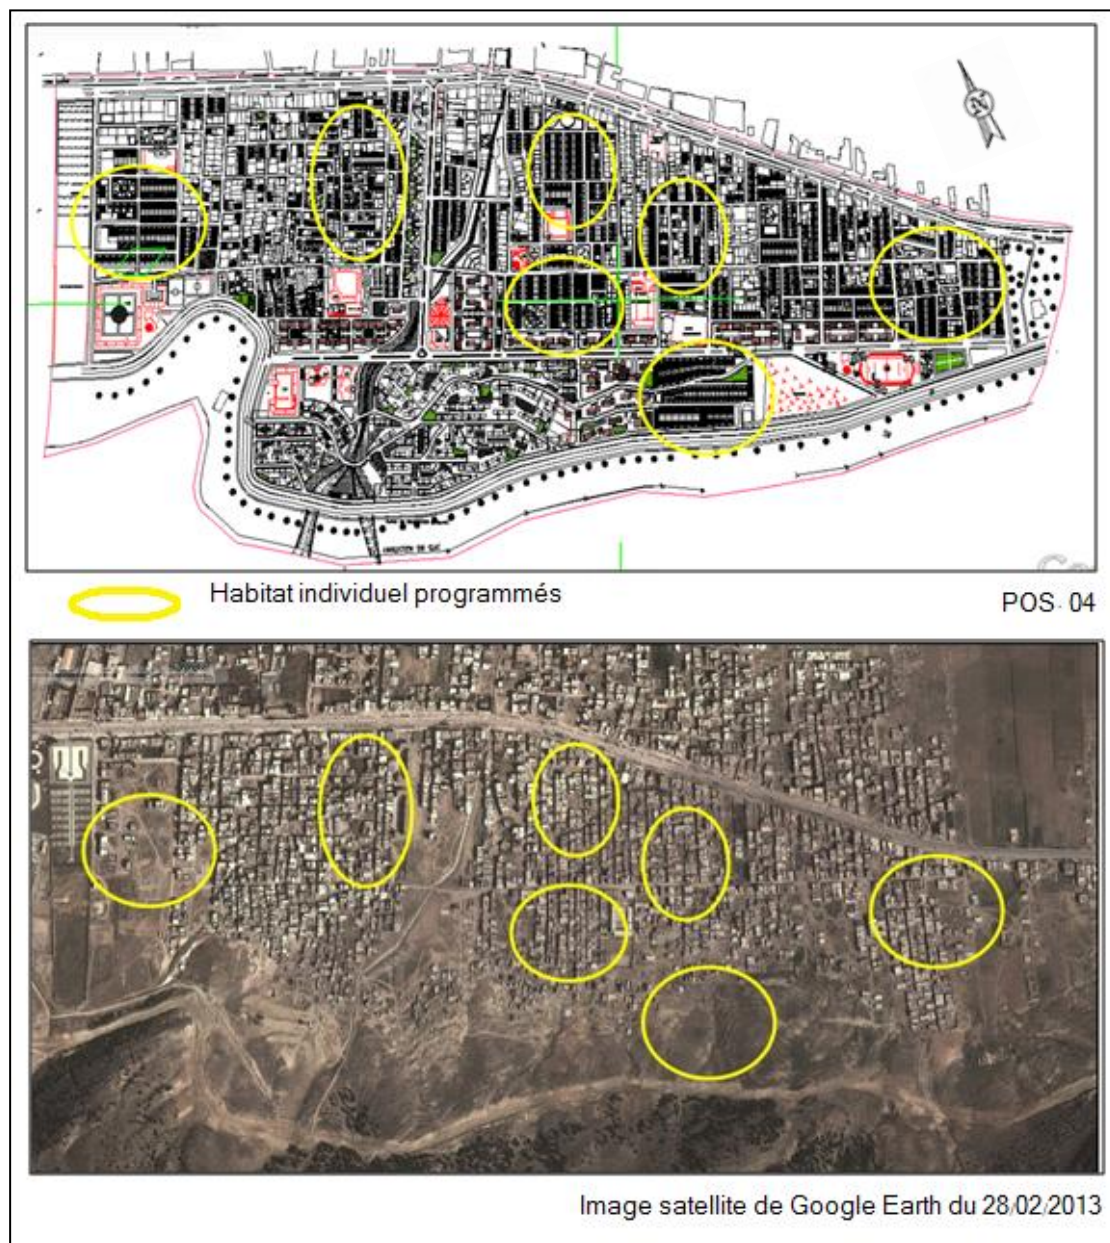 N
Habitat individuel programmés
POS 04
Image satellite de Google Earth du 28/02/2013